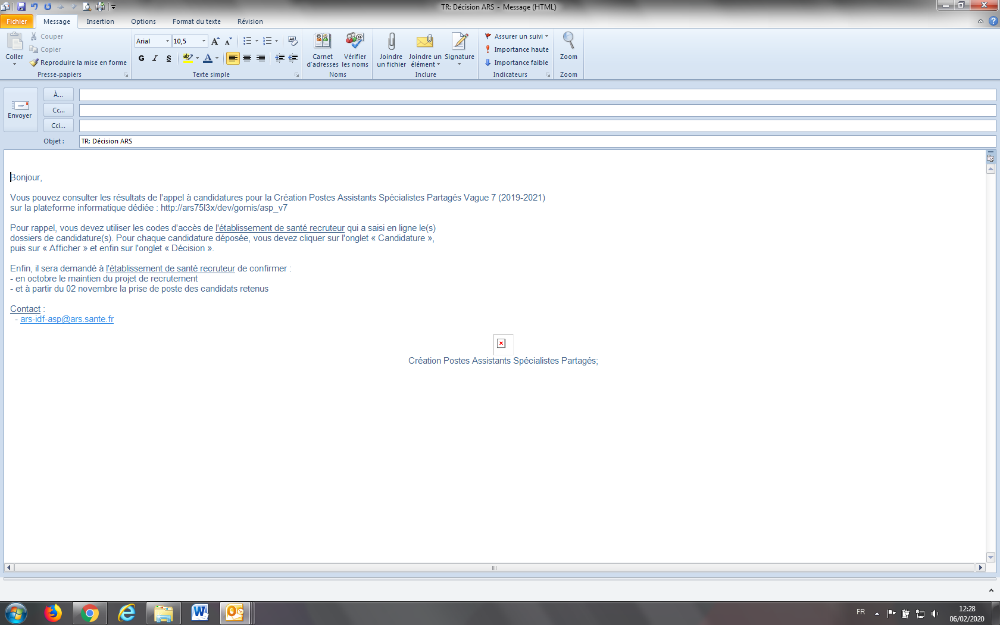 TR: Décision ARS - Message (HTML)
Fichier Message Insertion Options Format du texte Révision
Coller
Couper
Copier
Reproduire la mise en forme
Presse-papiers
Arial 10,5
G I S
Texte simple
Carnet d'adresses
Vérifier les noms
Noms
Joindre un fichier
Joindre un élément
Signature
Inclure
Assurer un suivi
Importance haute
Importance faible
Indicateurs
Zoom
Zoom
Envoyer
À...
Cc...
Cci...
Objet : TR: Décision ARS
Bonjour,
Vous pouvez consulter les résultats de l'appel à candidatures pour la Création Postes Assistants Spécialistes Partagés Vague 7 (2019-2021)
sur la plateforme informatique dédiée : http://ars75l3x/dev/gomis/asp_v7
Pour rappel, vous devez utiliser les codes d'accès de l'établissement de santé recruteur qui a saisi en ligne le(s)
dossiers de candidature(s). Pour chaque candidature déposée, vous devez cliquer sur l'onglet « Candidature »,
puis sur « Afficher » et enfin sur l'onglet « Décision ».
Enfin, il sera demandé à l'établissement de santé recruteur de confirmer :
- en octobre le maintien du projet de recrutement
- et à partir du 02 novembre la prise de poste des candidats retenus
Contact :
- ars-idf-asp@ars.sante.fr
Création Postes Assistants Spécialistes Partagés;
FR
12:28
06/02/2020